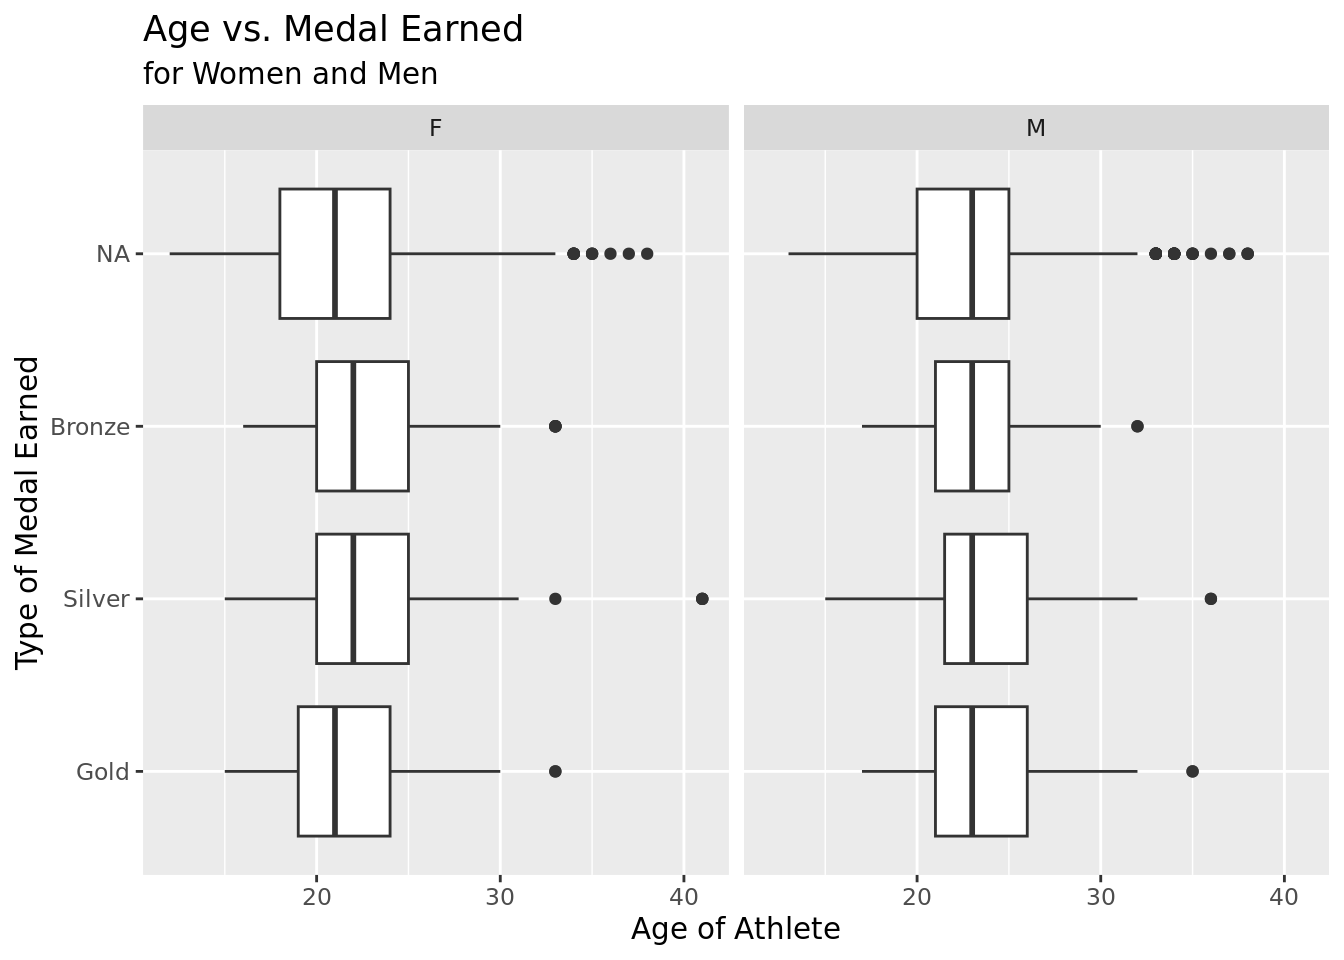 Age vs. Medal Earned
for Women and Men
F
M
Type of Medal Earned
NA
Bronze
Silver
Gold
20
30
40
20
30
40
Age of Athlete